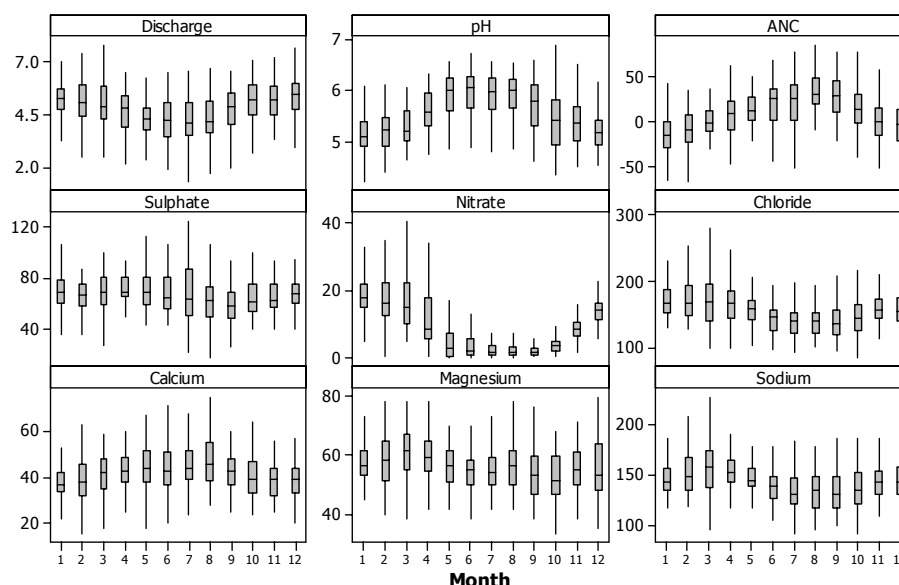 Discharge pH ANC
7.0 7 50
4.5 6 0
2.0 5 -50
Sulphate Nitrate Chloride
120 40 300
80 20 200
40 0 100
Calcium Magnesium Sodium
60 80 200
40 60 150
20 40 100
1 2 3 4 5 6 7 8 9 10 11 12 1 2 3 4 5 6 7 8 9 10 11 12 1 2 3 4 5 6 7 8 9 10 11
Month